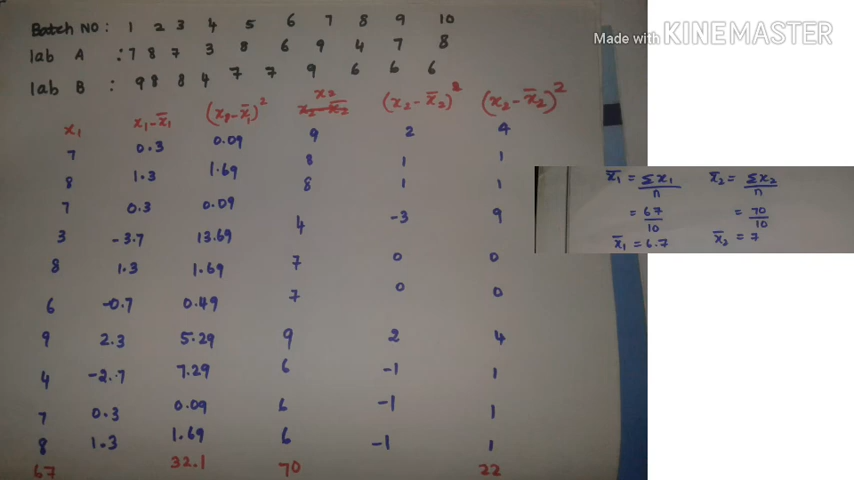 Batch NO: 1 2 3 4 5 6 7 8 9 10
lab A : 7 8 7 3 8 6 9 4 7 8
lab B : 9 8 8 4 7 7 9 6 6 6
Made with KINEMASTER
x₁ x₁-x̄₁ (x₁-x̄₁)² x₂ x₂-x̄₂ (x₂-x̄₂)² (x₂-x̄₂)²
7 0.3 0.09 9 2 4
8 1.3 1.69 8 1 1
7 0.3 0.09 8 1 1
3 -3.7 13.69 4 -3 9
8 1.3 1.69 7 0 0
6 -0.7 0.49 7 0 0
9 2.3 5.29 9 2 4
4 -2.7 7.29 6 -1 1
7 0.3 0.09 6 -1 1
8 1.3 1.69 6 -1 1
67 32.1 70 22
x̄₁ = Σx₁/n x̄₂ = Σx₂/n
= 67/10 = 70/10
x̄₁ = 6.7 x̄₂ = 7